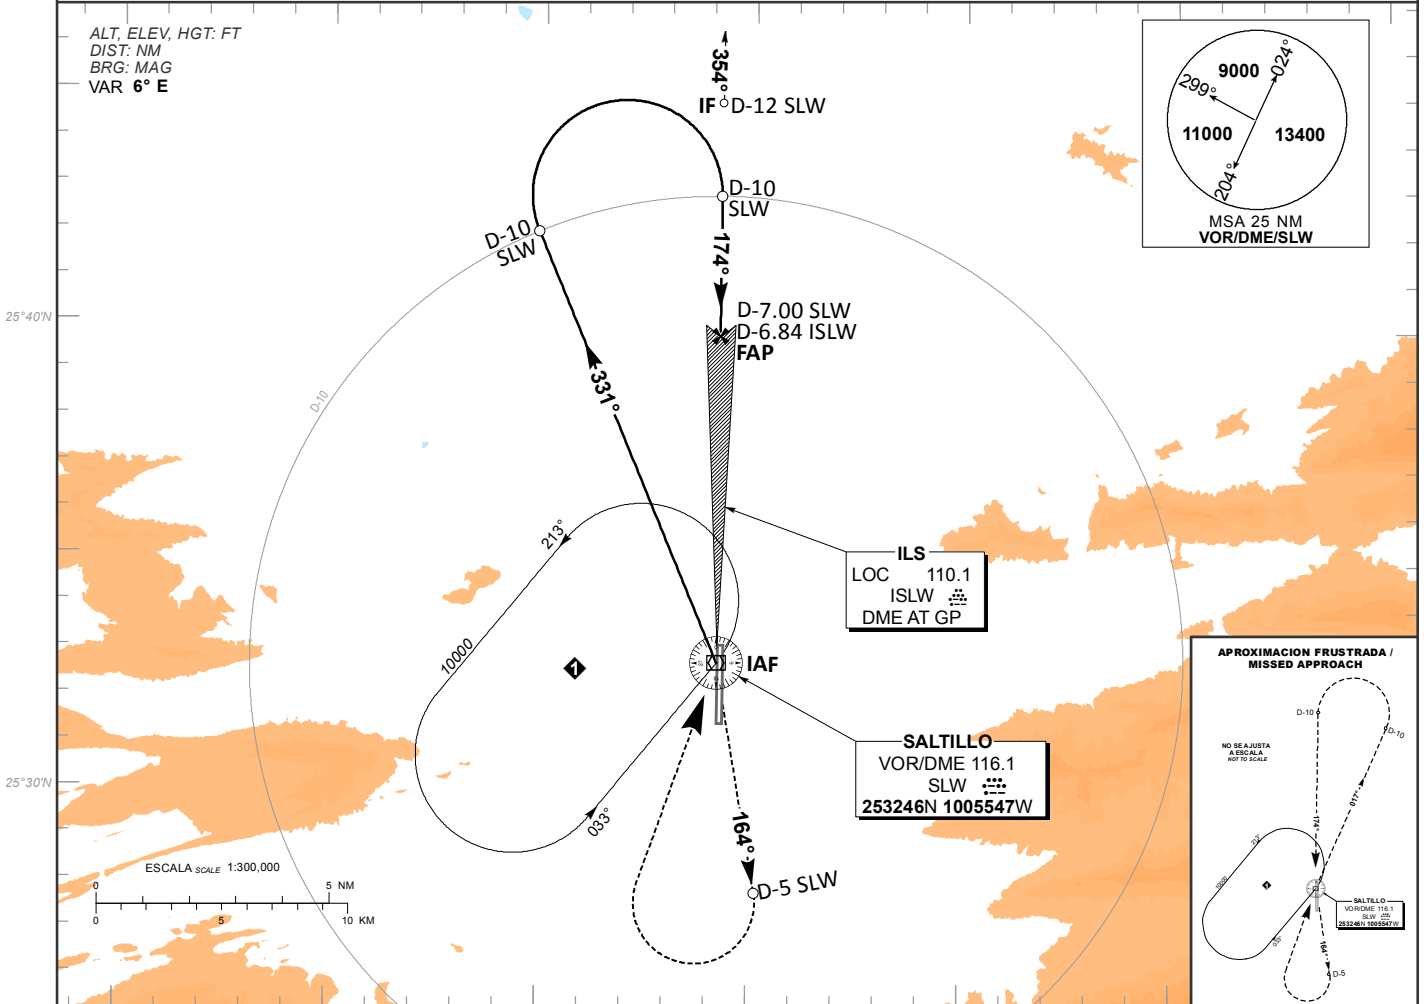 ALT, ELEV, HGT: FT
DIST: NM
BRG: MAG
VAR 6° E
354°
IF D-12 SLW
D-10
SLW
D-10
SLW
174°
D-7.00 SLW
D-6.84 ISLW
FAP
331°
D-10
25°40'N
25°30'N
213°
10000
1
033°
IAF
164°
D-5 SLW
ILS
LOC 110.1
ISLW
DME AT GP
SALTILLO
VOR/DME 116.1
SLW
253246N 1005547W
ESCALA SCALE 1:300,000
0 5 NM
0 5 10 KM
9000
024°
299°
11000
13400
204°
MSA 25 NM
VOR/DME/SLW
APROXIMACION FRUSTRADA /
MISSED APPROACH
D-10
D-10
NO SE AJUSTA
A ESCALA
NOT TO SCALE
017°
174°
213°
10000
033°
164°
D-5
SALTILLO
VOR/DME 116.1
SLW
253246N 1005547W